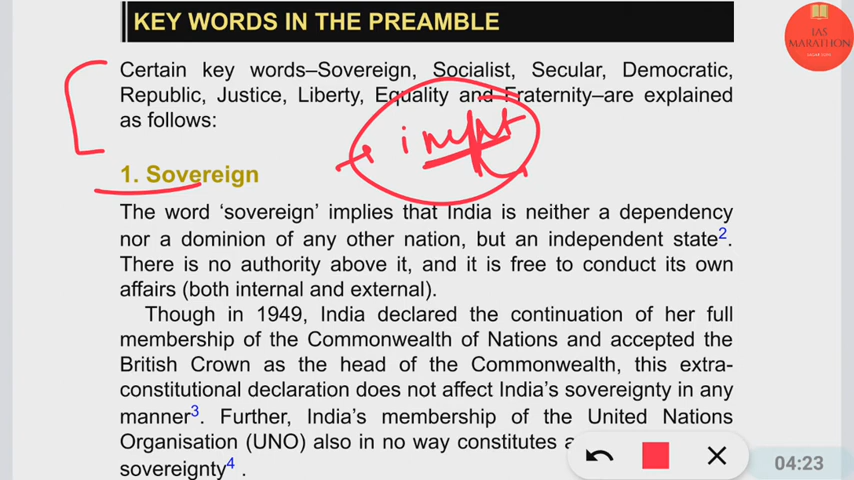 KEY WORDS IN THE PREAMBLE
IAS
MARATHON
Certain key words–Sovereign, Socialist, Secular, Democratic,
Republic, Justice, Liberty, Equality and Fraternity–are explained
as follows:
1. Sovereign
The word ‘sovereign’ implies that India is neither a dependency
nor a dominion of any other nation, but an independent state2.
There is no authority above it, and it is free to conduct its own
affairs (both internal and external).
Though in 1949, India declared the continuation of her full
membership of the Commonwealth of Nations and accepted the
British Crown as the head of the Commonwealth, this extra-
constitutional declaration does not affect India’s sovereignty in any
manner3. Further, India’s membership of the United Nations
Organisation (UNO) also in no way constitutes a
sovereignty4 .
04:23